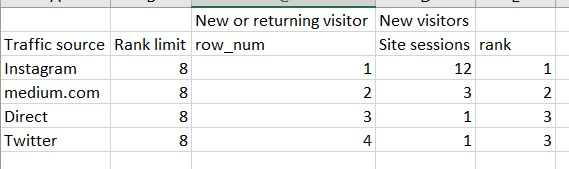 New or returning visitor New visitors
Traffic source Rank limit row_num Site sessions rank
Instagram 8 1 12 1
medium.com 8 2 3 2
Direct 8 3 1 3
Twitter 8 4 1 3